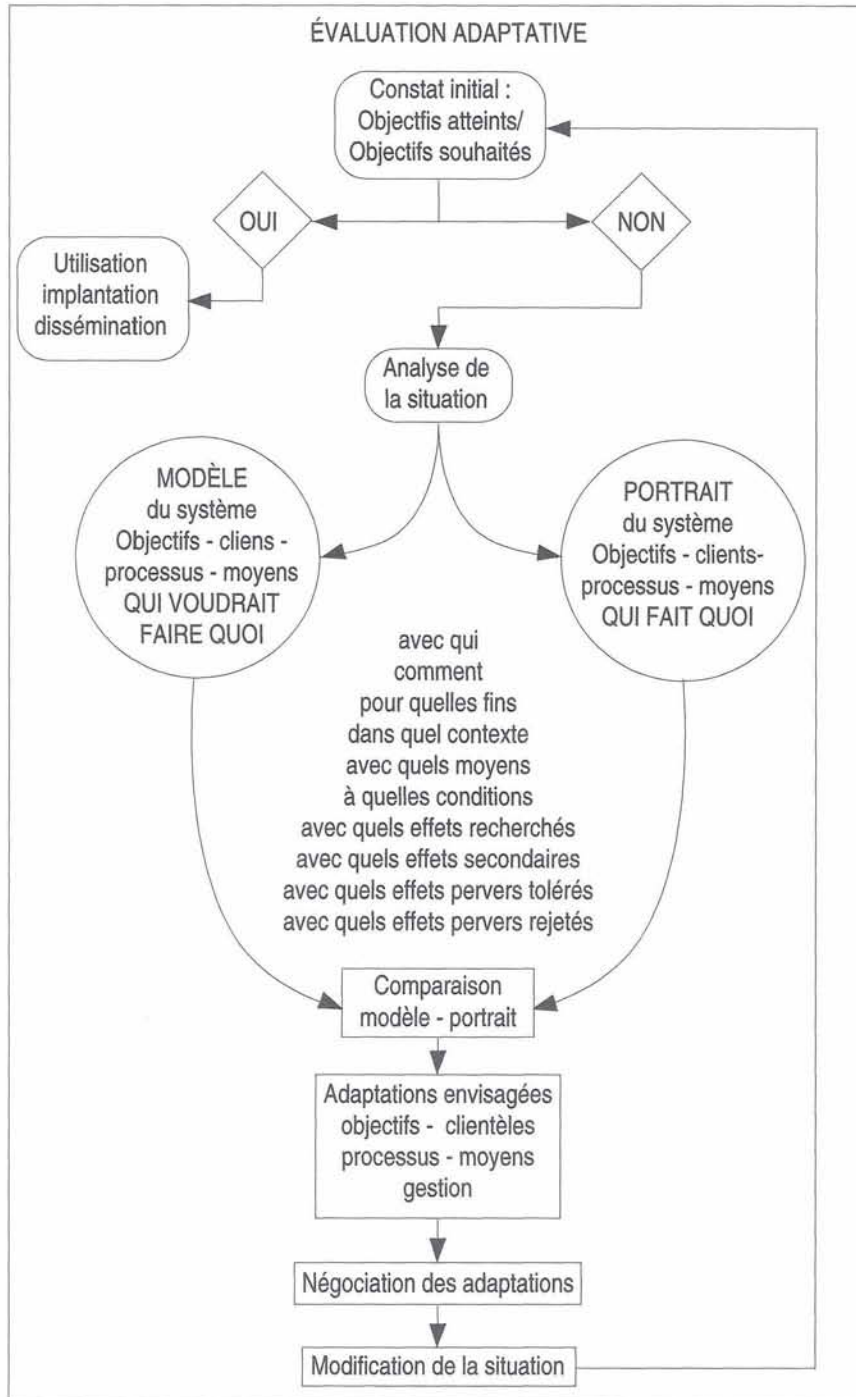 ÉVALUATION ADAPTATIVE
Constat initial :
Objectfis atteints/
Objectifs souhaités
OUI
NON
Utilisation
implantation
dissémination
Analyse de
la situation
MODÈLE
du système
Objectifs - cliens -
processus - moyens
QUI VOUDRAIT
FAIRE QUOI
PORTRAIT
du système
Objectifs - clients-
processus - moyens
QUI FAIT QUOI
avec qui
comment
pour quelles fins
dans quel contexte
avec quels moyens
à quelles conditions
avec quels effets recherchés
avec quels effets secondaires
avec quels effets pervers tolérés
avec quels effets pervers rejetés
Comparaison
modèle - portrait
Adaptations envisagées
objectifs - clientèles
processus - moyens
gestion
Négociation des adaptations
Modification de la situation